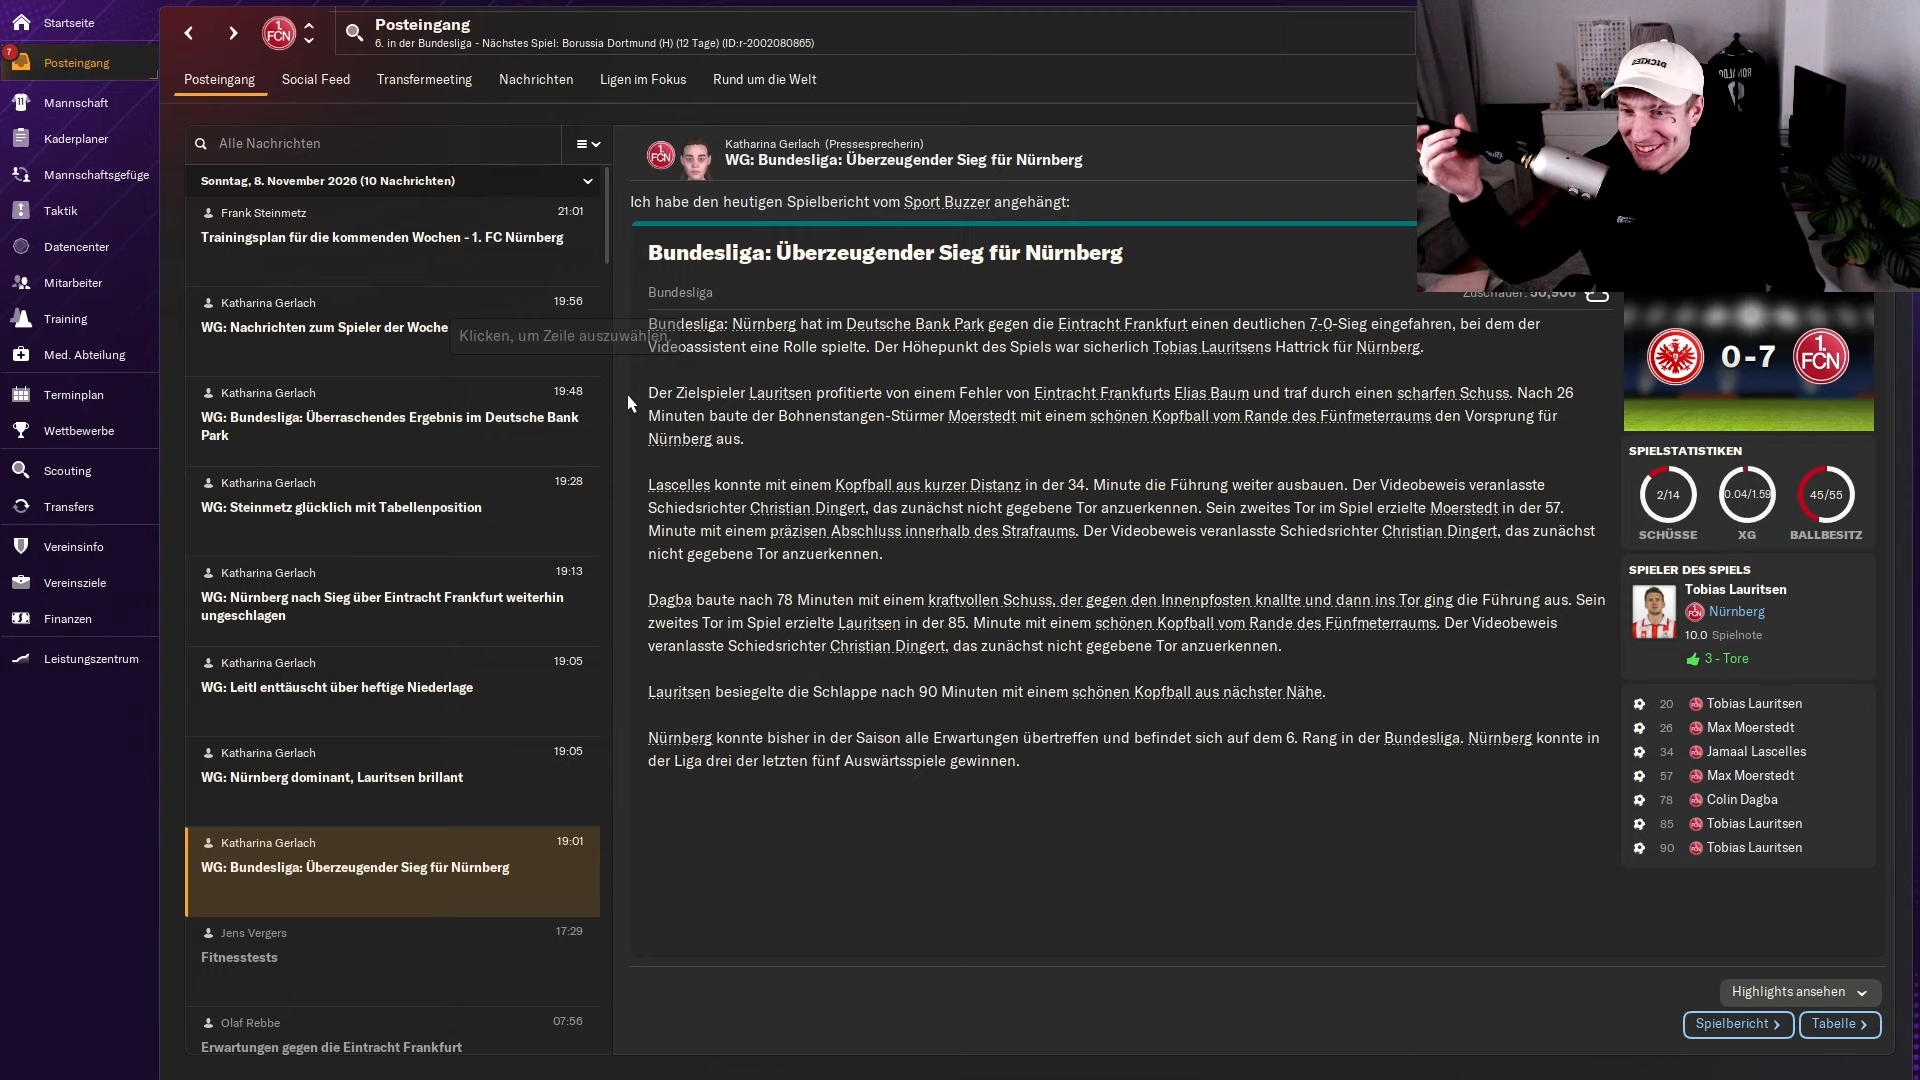 Startseite
7
Posteingang
Mannschaft
Kaderplaner
Mannschaftsgefüge
Taktik
Datencenter
Mitarbeiter
Training
Med. Abteilung
Terminplan
Wettbewerbe
Scouting
Transfers
Vereinsinfo
Vereinsziele
Finanzen
Leistungszentrum
Posteingang
6. in der Bundesliga - Nächstes Spiel: Borussia Dortmund (H) (12 Tage) (ID:r-2002080865)
Posteingang Social Feed Transfermeeting Nachrichten Ligen im Fokus Rund um die Welt
Alle Nachrichten
Sonntag, 8. November 2026 (10 Nachrichten)
Frank Steinmetz 21:01
Trainingsplan für die kommenden Wochen - 1. FC Nürnberg
Katharina Gerlach 19:56
WG: Nachrichten zum Spieler der Woche
Klicken, um Zeile auszuwählen.
Katharina Gerlach 19:48
WG: Bundesliga: Überraschendes Ergebnis im Deutsche Bank
Park
Katharina Gerlach 19:28
WG: Steinmetz glücklich mit Tabellenposition
Katharina Gerlach 19:13
WG: Nürnberg nach Sieg über Eintracht Frankfurt weiterhin
ungeschlagen
Katharina Gerlach 19:05
WG: Leitl enttäuscht über heftige Niederlage
Katharina Gerlach 19:05
WG: Nürnberg dominant, Lauritsen brillant
Katharina Gerlach 19:01
WG: Bundesliga: Überzeugender Sieg für Nürnberg
Jens Vergers 17:29
Fitnesstests
Olaf Rebbe 07:56
Erwartungen gegen die Eintracht Frankfurt
Katharina Gerlach (Pressesprecherin)
WG: Bundesliga: Überzeugender Sieg für Nürnberg
Ich habe den heutigen Spielbericht vom Sport Buzzer angehängt:
Bundesliga: Überzeugender Sieg für Nürnberg
Bundesliga Zuschauer: 50,906
Bundesliga: Nürnberg hat im Deutsche Bank Park gegen die Eintracht Frankfurt einen deutlichen 7-0-Sieg eingefahren, bei dem der
Videoassistent eine Rolle spielte. Der Höhepunkt des Spiels war sicherlich Tobias Lauritsens Hattrick für Nürnberg.
Der Zielspieler Lauritsen profitierte von einem Fehler von Eintracht Frankfurts Elias Baum und traf durch einen scharfen Schuss. Nach 26
Minuten baute der Bohnenstangen-Stürmer Moerstedt mit einem schönen Kopfball vom Rande des Fünfmeterraums den Vorsprung für
Nürnberg aus.
Lascelles konnte mit einem Kopfball aus kurzer Distanz in der 34. Minute die Führung weiter ausbauen. Der Videobeweis veranlasste
Schiedsrichter Christian Dingert, das zunächst nicht gegebene Tor anzuerkennen. Sein zweites Tor im Spiel erzielte Moerstedt in der 57.
Minute mit einem präzisen Abschluss innerhalb des Strafraums. Der Videobeweis veranlasste Schiedsrichter Christian Dingert, das zunächst
nicht gegebene Tor anzuerkennen.
Dagba baute nach 78 Minuten mit einem kraftvollen Schuss, der gegen den Innenpfosten knallte und dann ins Tor ging die Führung aus. Sein
zweites Tor im Spiel erzielte Lauritsen in der 85. Minute mit einem schönen Kopfball vom Rande des Fünfmeterraums. Der Videobeweis
veranlasste Schiedsrichter Christian Dingert, das zunächst nicht gegebene Tor anzuerkennen.
Lauritsen besiegelte die Schlappe nach 90 Minuten mit einem schönen Kopfball aus nächster Nähe.
Nürnberg konnte bisher in der Saison alle Erwartungen übertreffen und befindet sich auf dem 6. Rang in der Bundesliga. Nürnberg konnte in
der Liga drei der letzten fünf Auswärtsspiele gewinnen.
DICKIES
RONALDO
7
0-7
1.
FCN
SPIELSTATISTIKEN
2/14 0.04/1.59 45/55
SCHÜSSE XG BALLBESITZ
SPIELER DES SPIELS
Tobias Lauritsen
Nürnberg
10.0 Spielnote
3 - Tore
20 Tobias Lauritsen
26 Max Moerstedt
34 Jamaal Lascelles
57 Max Moerstedt
78 Colin Dagba
85 Tobias Lauritsen
90 Tobias Lauritsen
Highlights ansehen
Spielbericht Tabelle